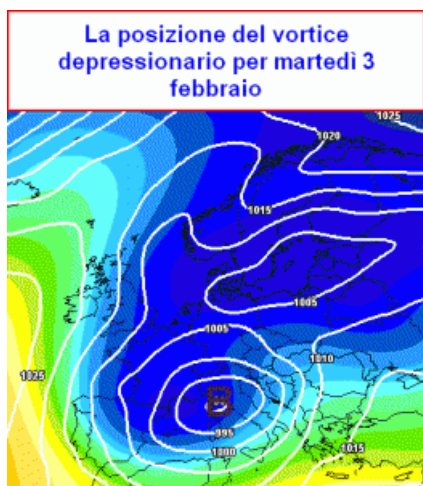 La posizione del vortice
depressionario per martedì 3
febbraio
1025
1020
1015
1005
1005
1010
1025
B
995
1000
1015